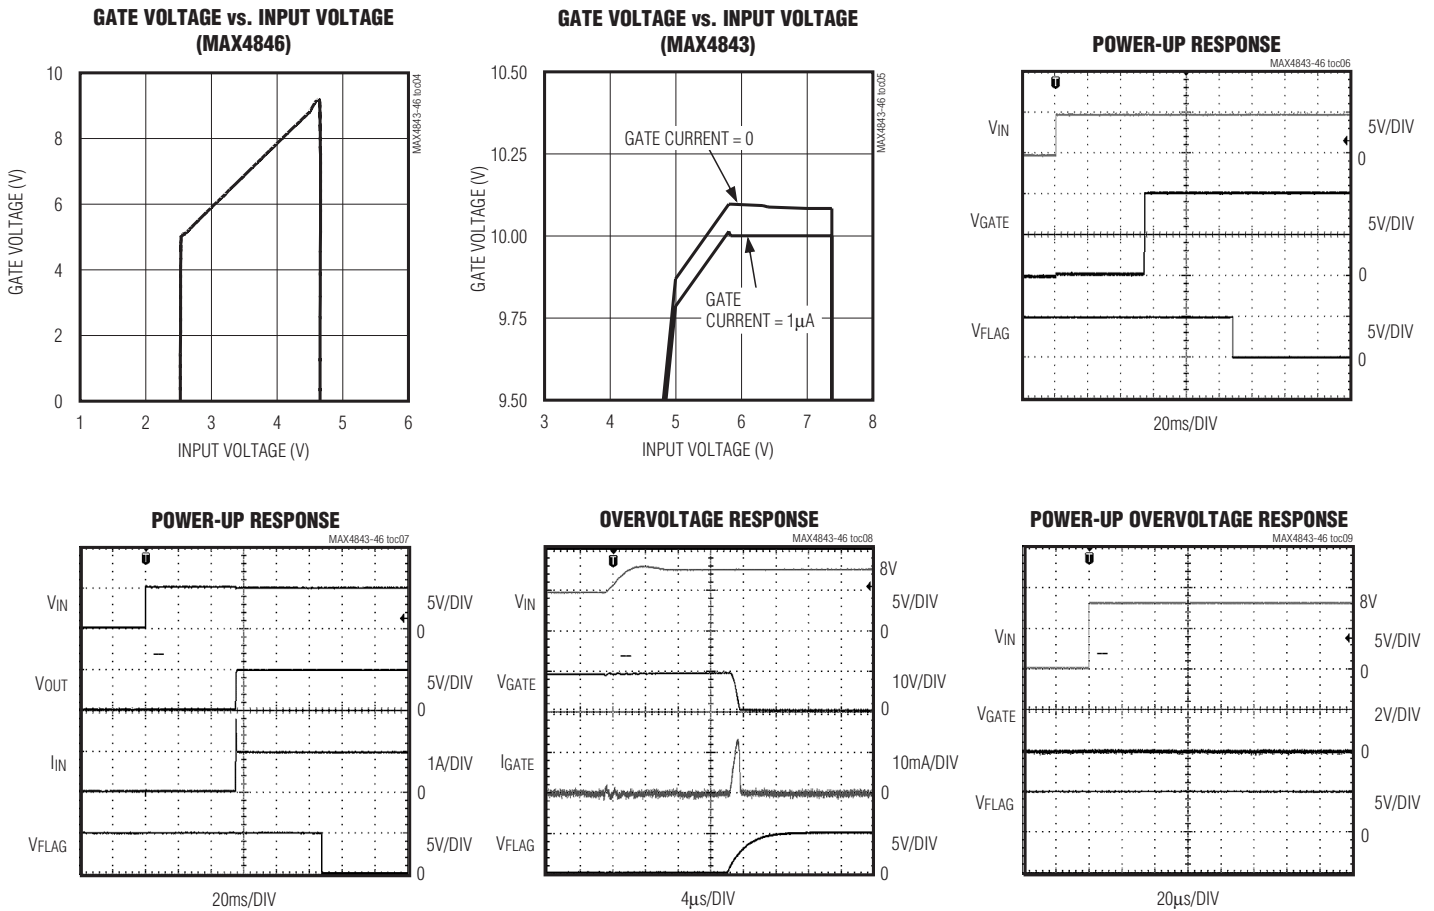 GATE VOLTAGE vs. INPUT VOLTAGE
(MAX4846)
MAX4843-46 toc04
GATE VOLTAGE (V)
10
8
6
4
2
0
1 2 3 4 5 6
INPUT VOLTAGE (V)
GATE VOLTAGE vs. INPUT VOLTAGE
(MAX4843)
MAX4843-46 toc05
GATE VOLTAGE (V)
10.50
10.25
10.00
9.75
9.50
GATE CURRENT = 0
GATE
CURRENT = 1µA
3 4 5 6 7 8
INPUT VOLTAGE (V)
POWER-UP RESPONSE
MAX4843-46 toc06
T
VIN
5V/DIV
0
VGATE
5V/DIV
0
VFLAG
5V/DIV
0
20ms/DIV
POWER-UP RESPONSE
MAX4843-46 toc07
T
VIN
5V/DIV
0
VOUT
5V/DIV
0
IIN
1A/DIV
0
VFLAG
5V/DIV
0
20ms/DIV
OVERVOLTAGE RESPONSE
MAX4843-46 toc08
T
8V
VIN
5V/DIV
0
VGATE
10V/DIV
0
IGATE
10mA/DIV
0
VFLAG
5V/DIV
0
4µs/DIV
POWER-UP OVERVOLTAGE RESPONSE
MAX4843-46 toc09
T
8V
VIN
5V/DIV
0
VGATE
2V/DIV
0
VFLAG
5V/DIV
0
20µs/DIV